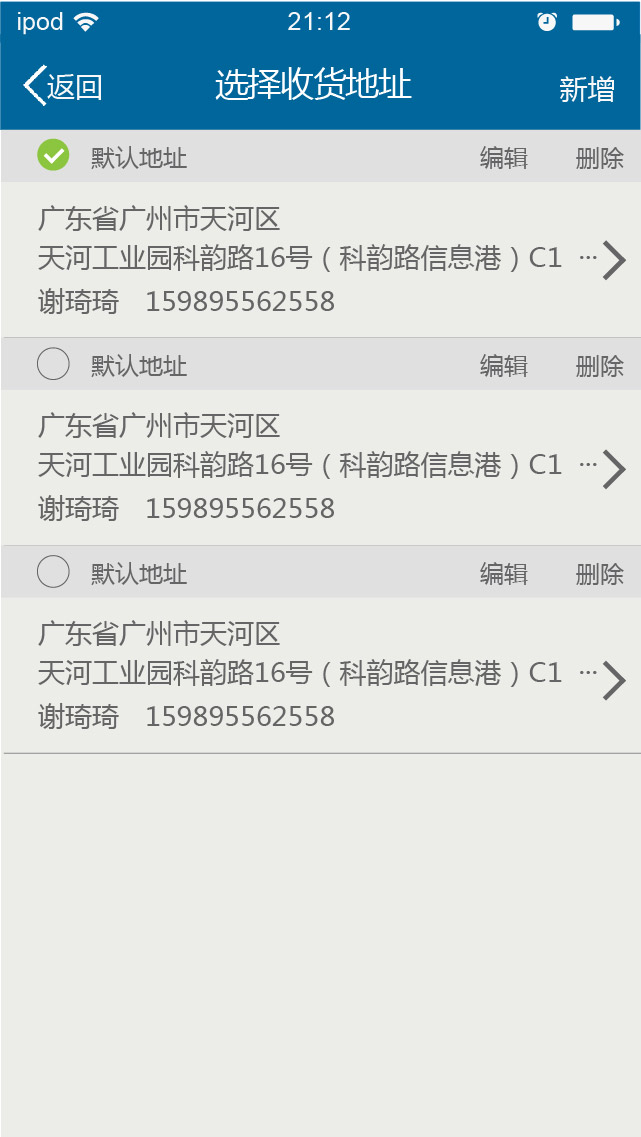 ipod 21:12
返回 选择收货地址 新增
默认地址 编辑 删除
广东省广州市天河区
天河工业园科韵路16号（科韵路信息港）C1 ···
谢琦琦 159895562558
默认地址 编辑 删除
广东省广州市天河区
天河工业园科韵路16号（科韵路信息港）C1 ···
谢琦琦 159895562558
默认地址 编辑 删除
广东省广州市天河区
天河工业园科韵路16号（科韵路信息港）C1 ···
谢琦琦 159895562558